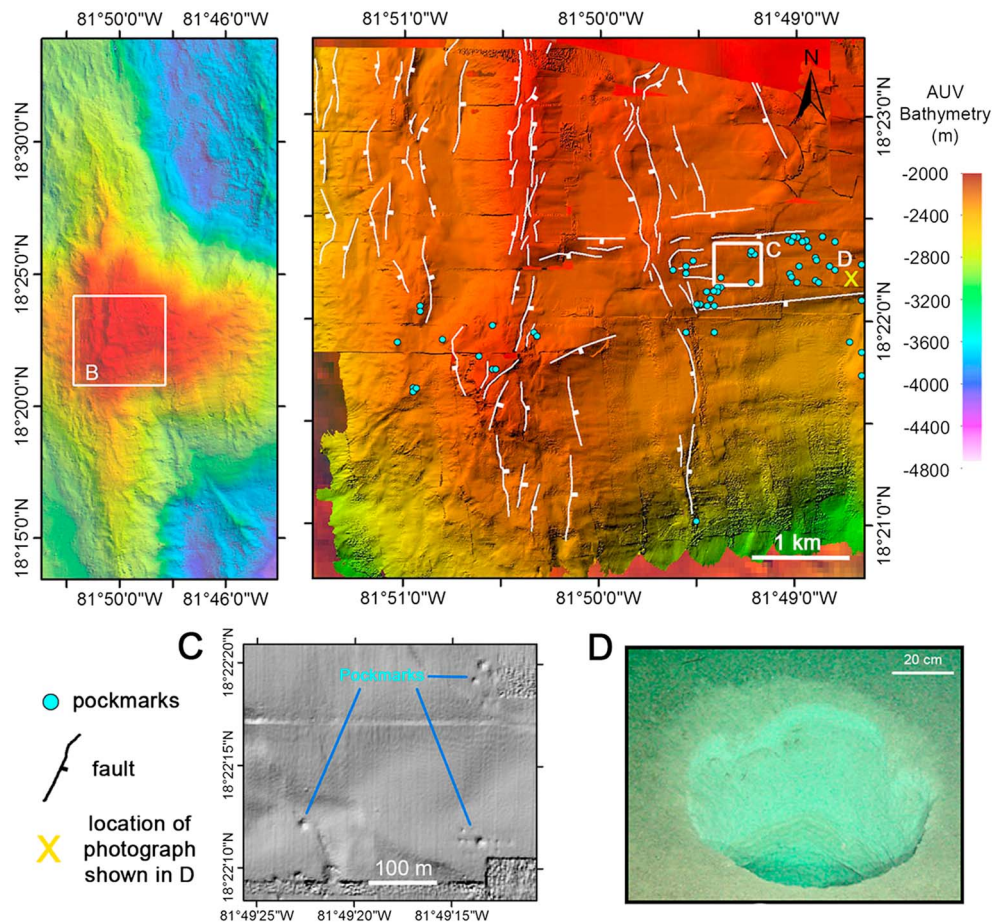 81°50'0"W 81°46'0"W
81°51'0"W 81°50'0"W 81°49'0"W
18°30'0"N
18°25'0"N
18°20'0"N
18°15'0"N
B
81°50'0"W 81°46'0"W
N
C
D
1 km
18°23'0"N
18°22'0"N
18°21'0"N
81°51'0"W 81°50'0"W 81°49'0"W
AUV
Bathymetry
(m)
-2000
-2400
-2800
-3200
-3600
-4000
-4400
-4800
pockmarks
fault
location of
photograph
shown in D
C
Pockmarks
18°22'20"N
18°22'15"N
18°22'10"N
100 m
81°49'25"W 81°49'20"W 81°49'15"W
D
20 cm